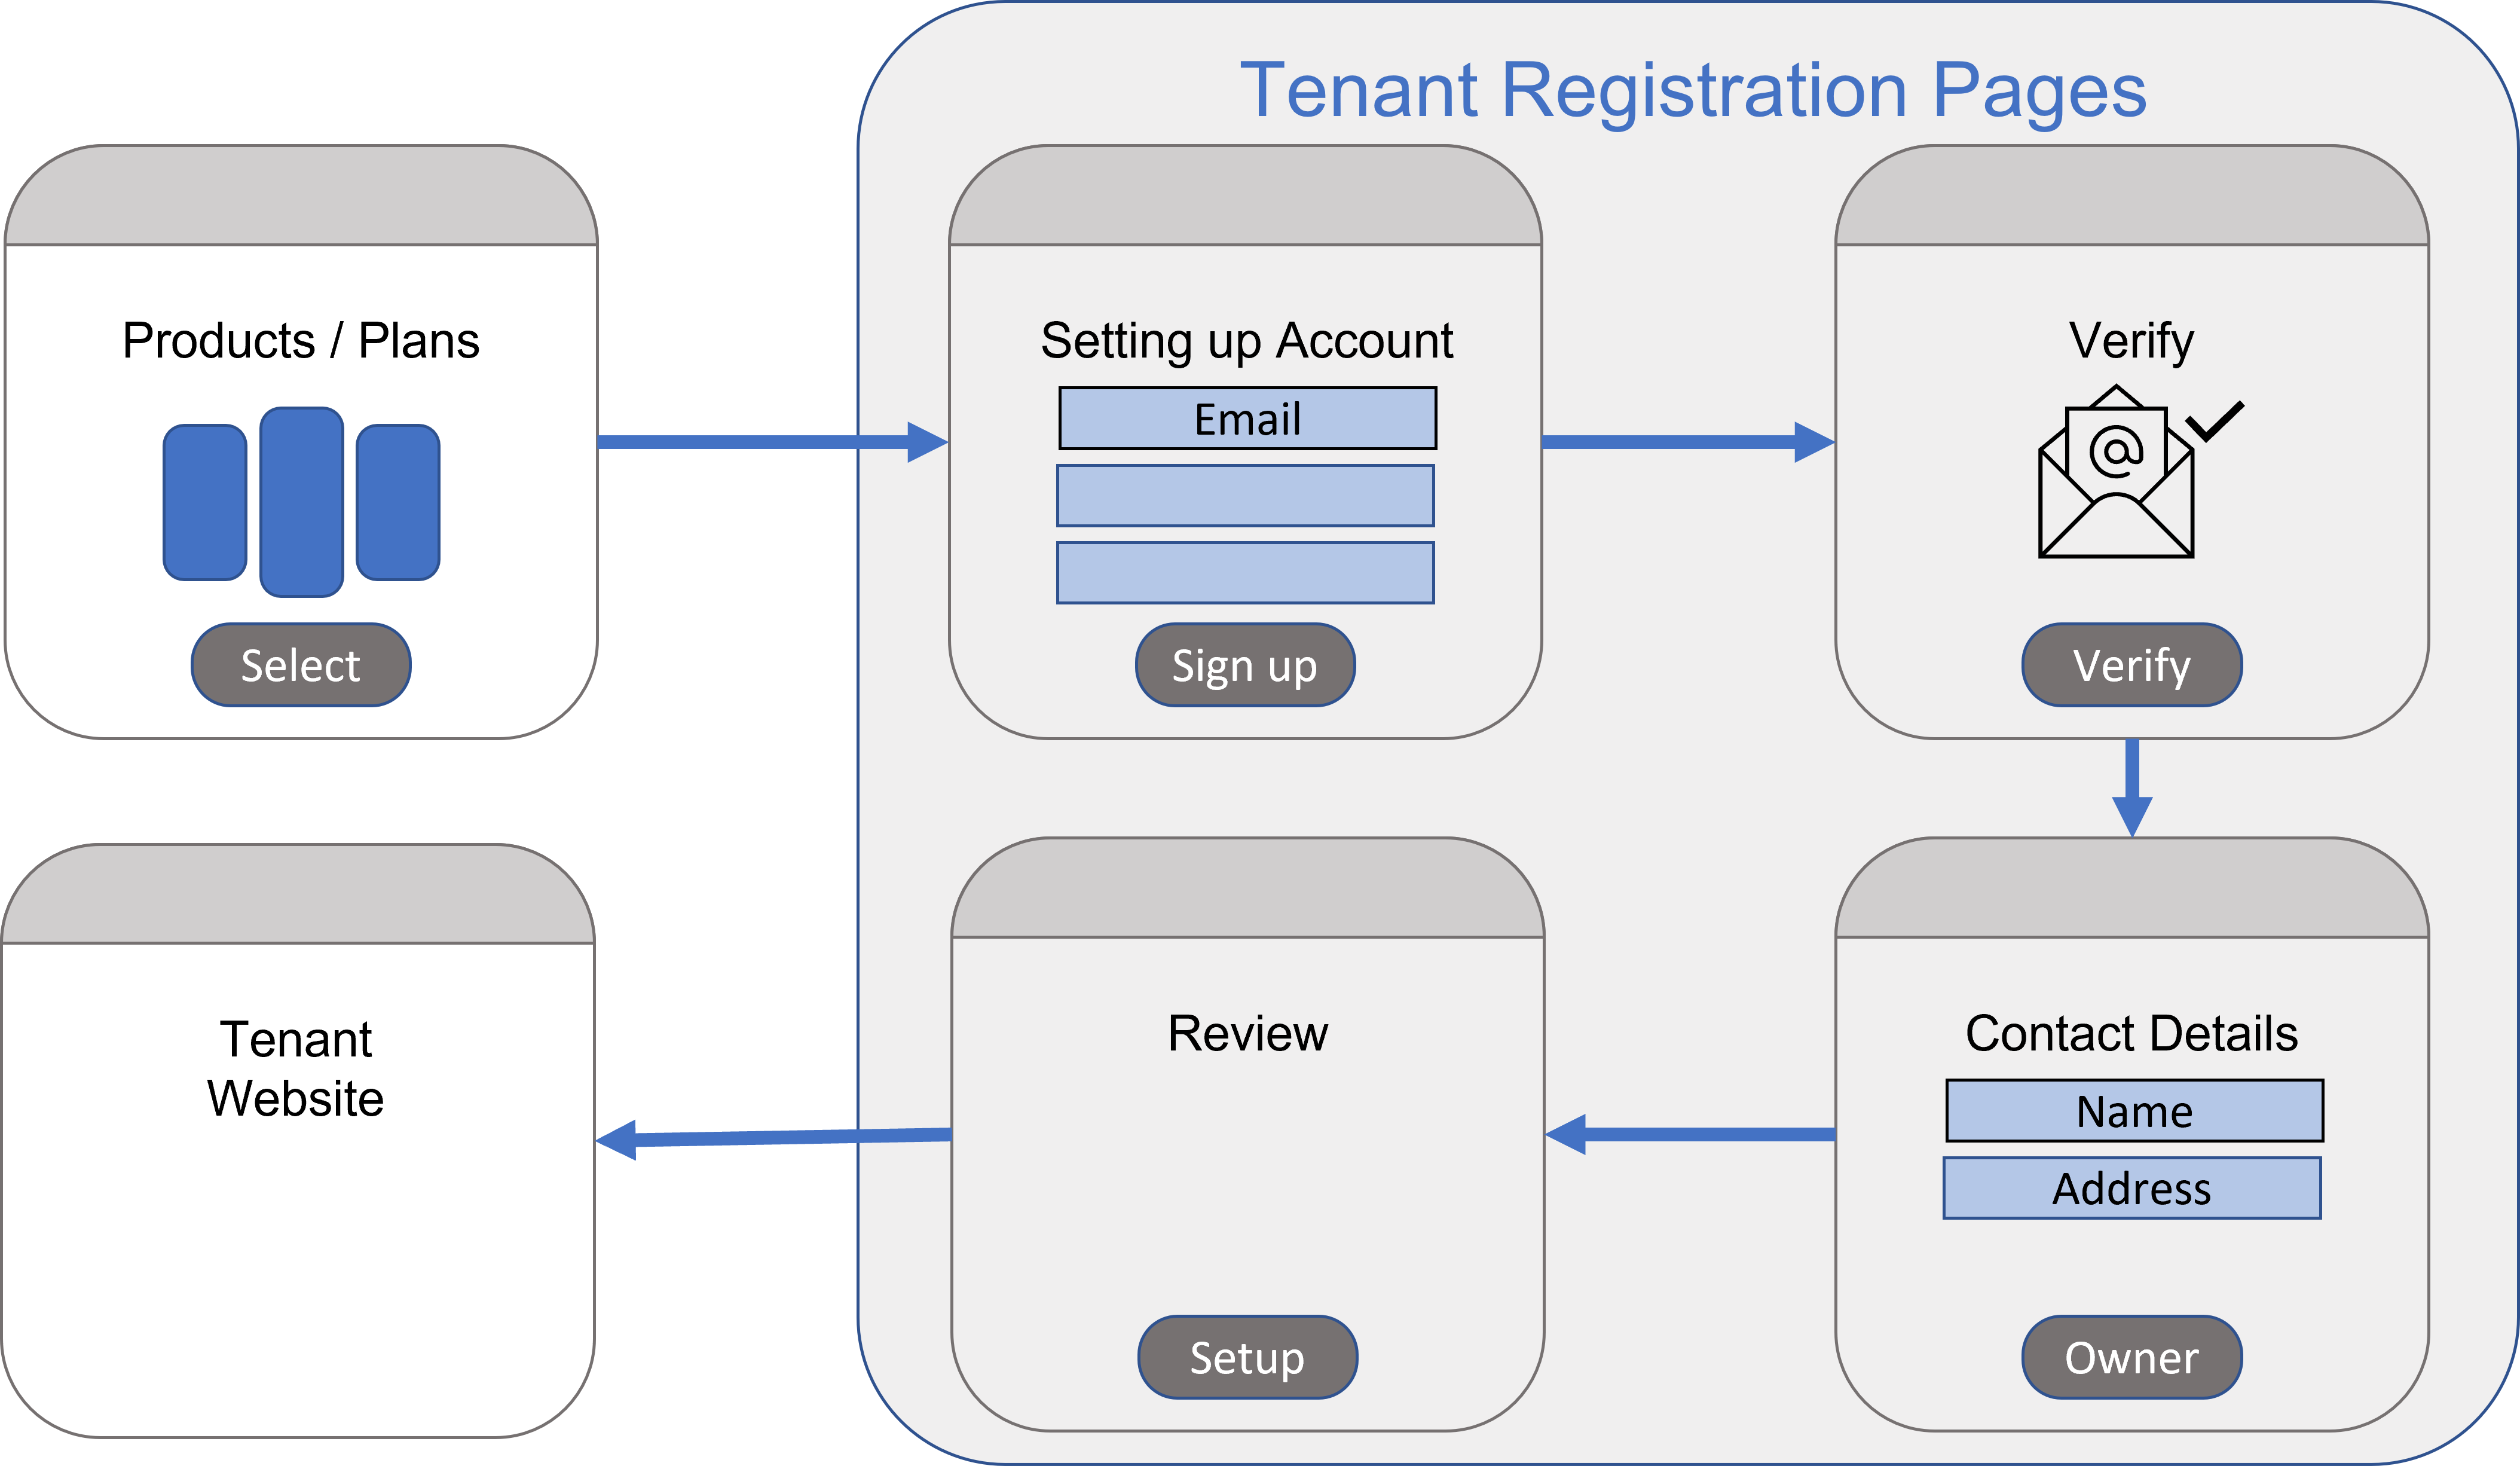 Tenant Registration Pages
Products / Plans
Select
Setting up Account
Email
Sign up
Verify
@
Verify
Contact Details
Name
Address
Owner
Review
Setup
Tenant
Website